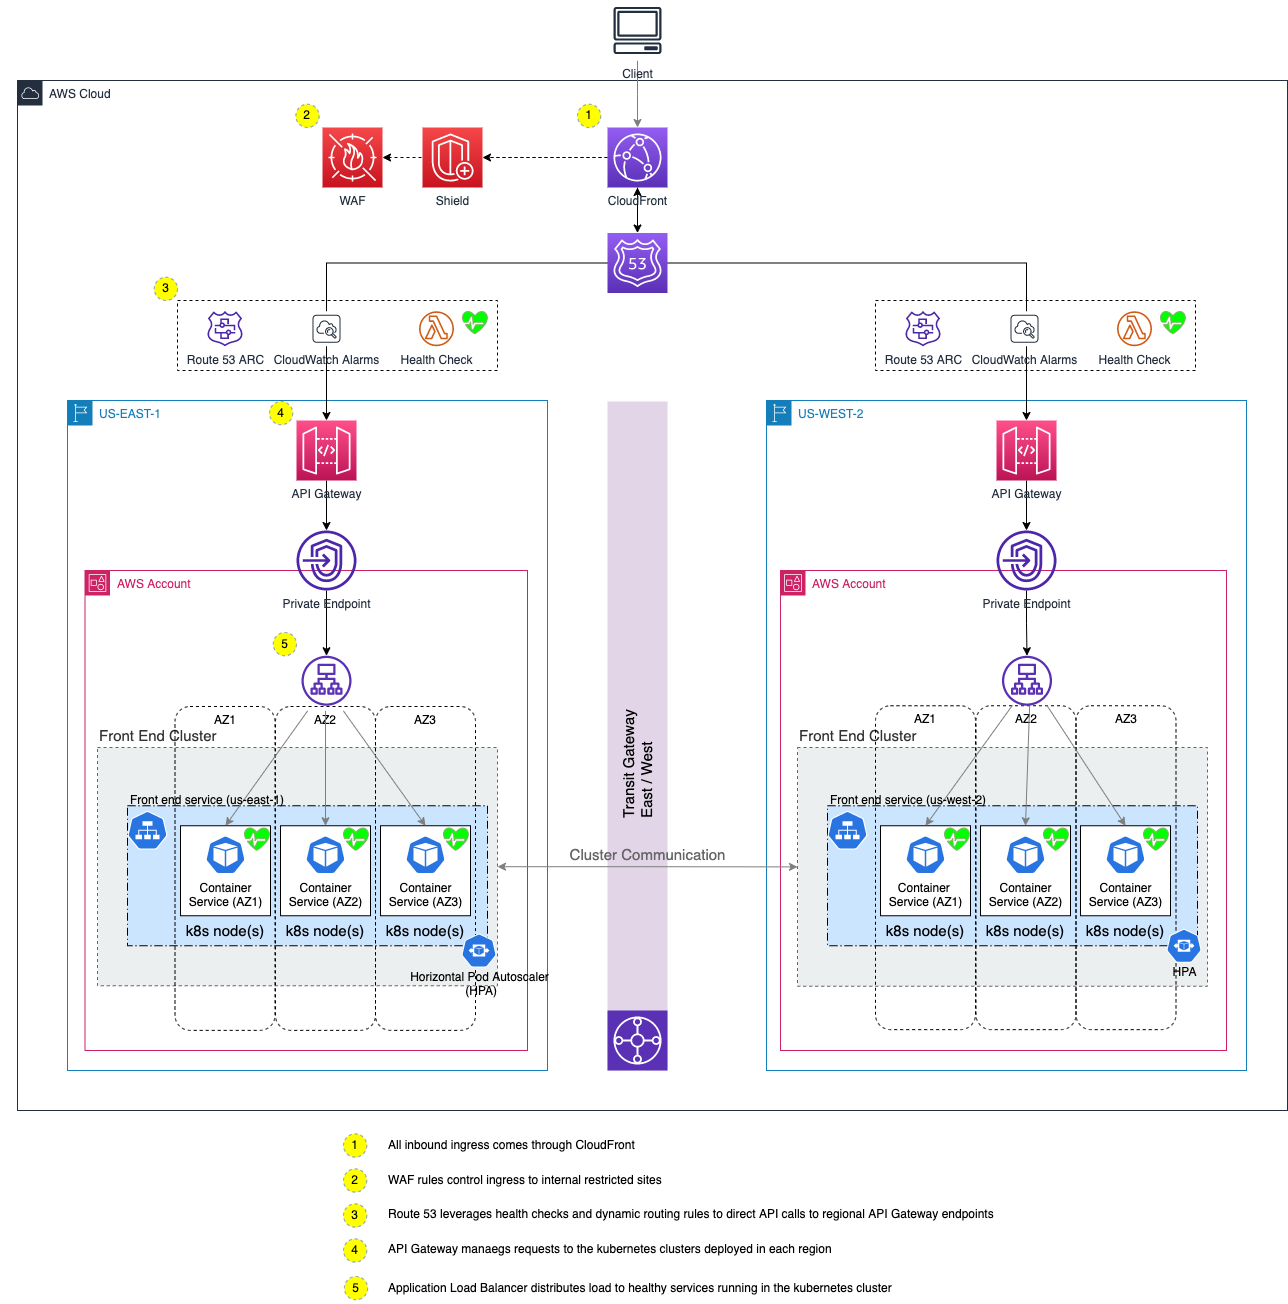 Client
AWS Cloud
2
1
WAF
Shield
CloudFront
53
3
Route 53 ARC
CloudWatch Alarms
Health Check
Route 53 ARC
CloudWatch Alarms
Health Check
US-EAST-1
4
US-WEST-2
API Gateway
API Gateway
AWS Account
AWS Account
Private Endpoint
Private Endpoint
5
AZ1
AZ2
AZ3
AZ1
AZ2
AZ3
Front End Cluster
Front End Cluster
Transit Gateway
East / West
Front end service (us-east-1)
Front end service (us-west-2)
Cluster Communication
Container
Service (AZ1)
Container
Service (AZ2)
Container
Service (AZ3)
Container
Service (AZ1)
Container
Service (AZ2)
Container
Service (AZ3)
k8s node(s)
k8s node(s)
k8s node(s)
k8s node(s)
k8s node(s)
k8s node(s)
Horizontal Pod Autoscaler
(HPA)
HPA
1 All inbound ingress comes through CloudFront
2 WAF rules control ingress to internal restricted sites
3 Route 53 leverages health checks and dynamic routing rules to direct API calls to regional API Gateway endpoints
4 API Gateway manaegs requests to the kubernetes clusters deployed in each region
5 Application Load Balancer distributes load to healthy services running in the kubernetes cluster